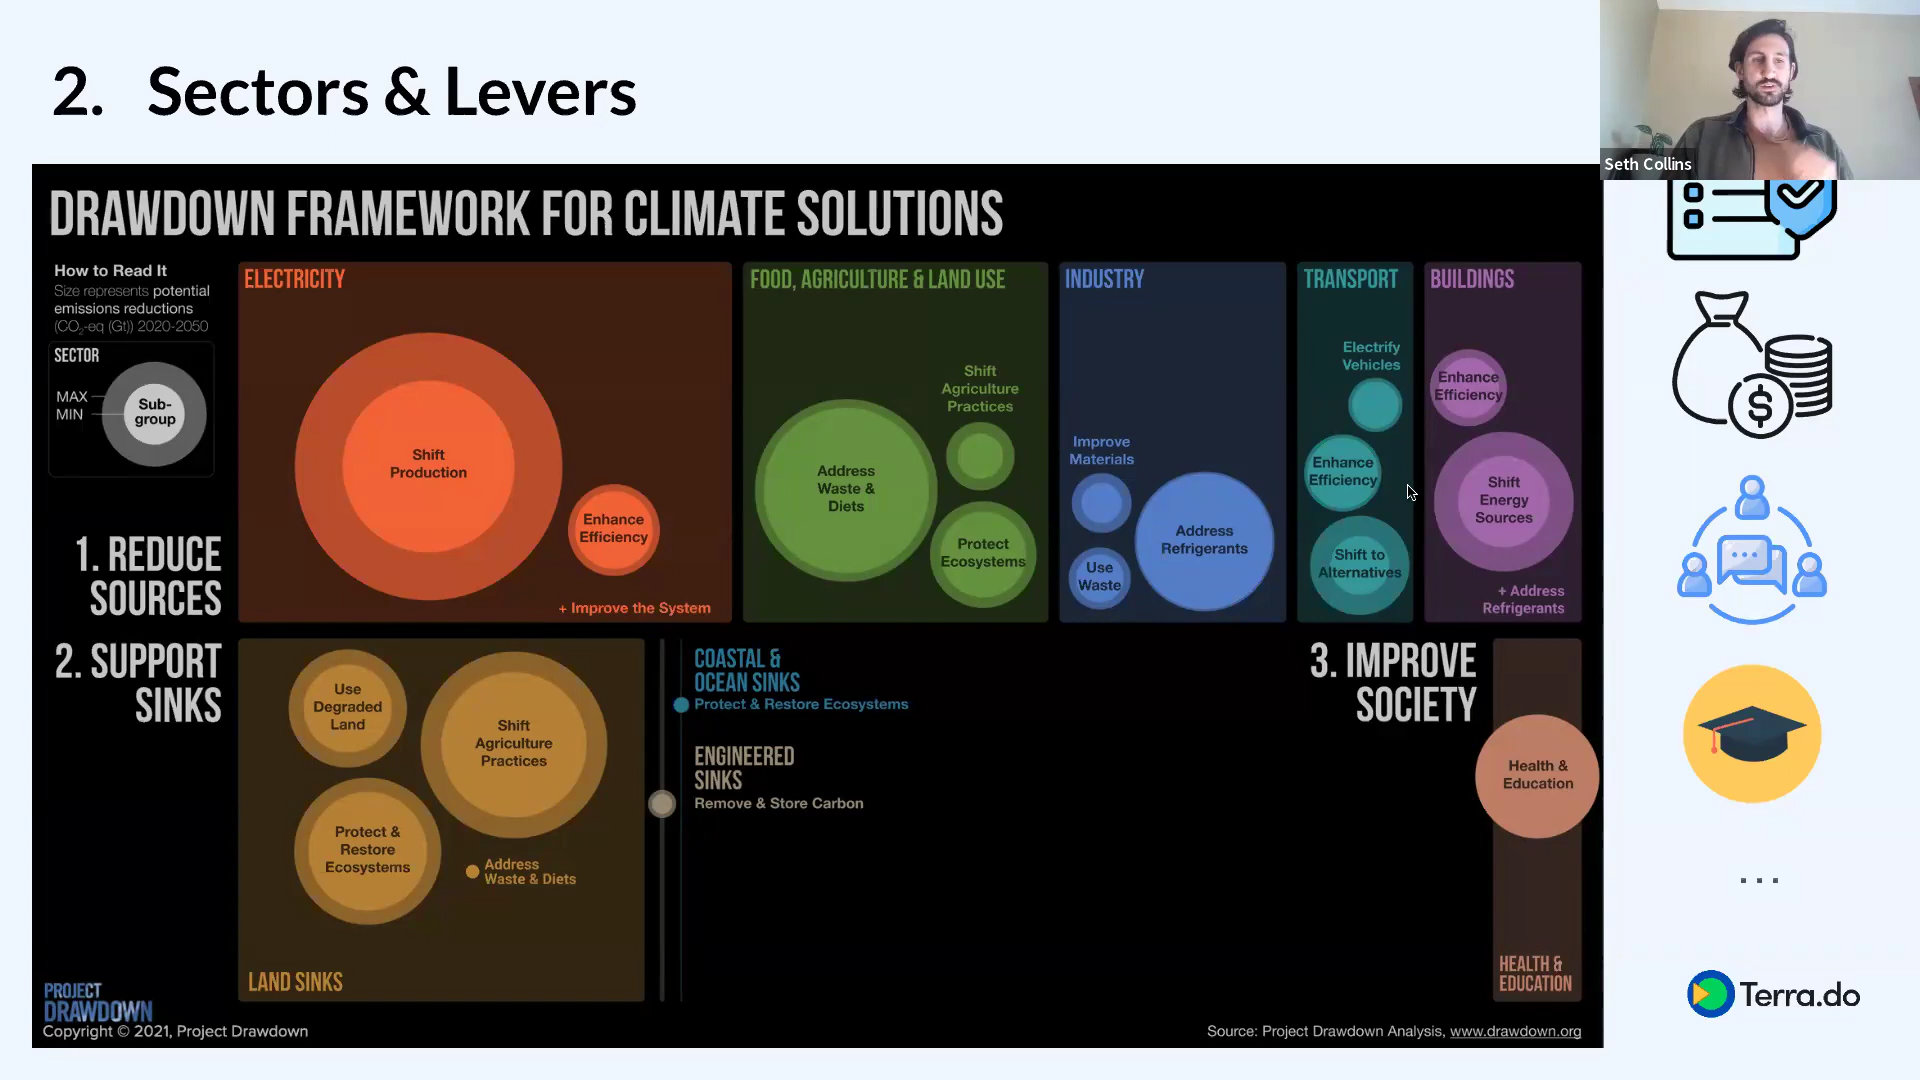 2. Sectors & Levers
Seth Collins
DRAWDOWN FRAMEWORK FOR CLIMATE SOLUTIONS
How to Read It
Size represents potential
emissions reductions
(CO2-eq (Gt)) 2020-2050
SECTOR
MAX
MIN
Sub-
group
1. REDUCE
SOURCES
ELECTRICITY
Shift
Production
Enhance
Efficiency
+ Improve the System
FOOD, AGRICULTURE & LAND USE
Address
Waste &
Diets
Shift
Agriculture
Practices
Protect
Ecosystems
INDUSTRY
Improve
Materials
Use
Waste
Address
Refrigerants
TRANSPORT
Electrify
Vehicles
Enhance
Efficiency
Shift to
Alternatives
BUILDINGS
Enhance
Efficiency
Shift
Energy
Sources
+ Address
Refrigerants
2. SUPPORT
SINKS
Use
Degraded
Land
Shift
Agriculture
Practices
Protect &
Restore
Ecosystems
Address
Waste & Diets
LAND SINKS
COASTAL &
OCEAN SINKS
Protect & Restore Ecosystems
ENGINEERED
SINKS
Remove & Store Carbon
3. IMPROVE
SOCIETY
Health &
Education
HEALTH &
EDUCATION
PROJECT
DRAWDOWN
Copyright © 2021, Project Drawdown
Source: Project Drawdown Analysis, www.drawdown.org
$
...
Terra.do